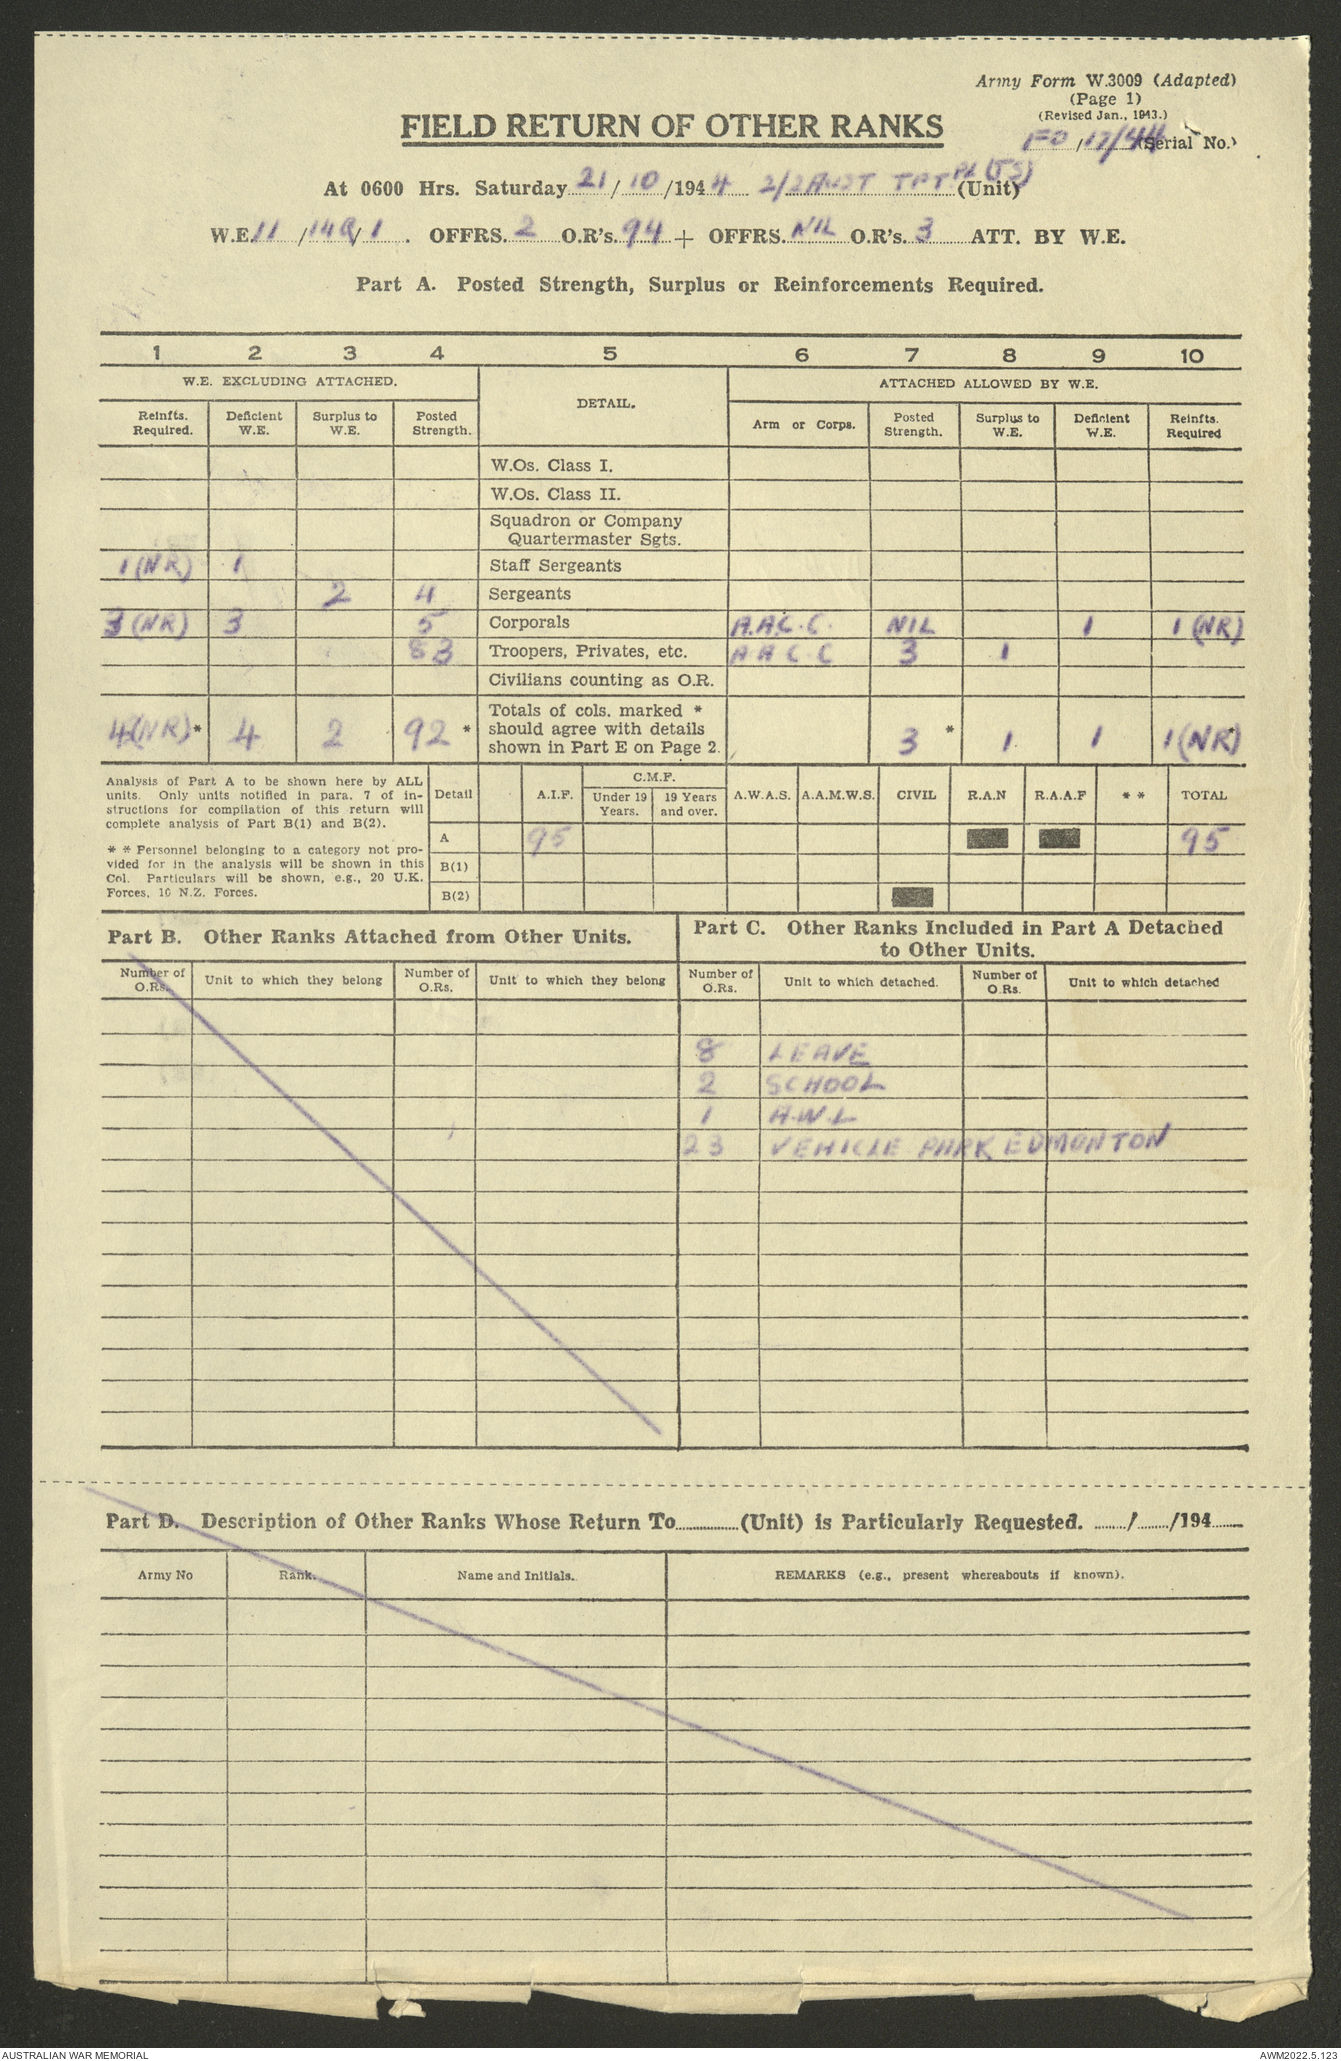 Army Form W.3009 (Adapted)
(Page 1)
(Revised Jan., 1943.)
FIELD RETURN OF OTHER RANKS
FO / 17/44 (Serial No.)
At 0600 Hrs. Saturday 21 / 10 /1944 2/2 AUST TPT PL (TS) (Unit)
W.E. 11 / 14Q / 1 . OFFRS. 2 O.R's. 94 + OFFRS. NIL O.R's. 3 ATT. BY W.E.
Part A. Posted Strength, Surplus or Reinforcements Required.
1 2 3 4 5 6 7 8 9 10
W.E. EXCLUDING ATTACHED. DETAIL. ATTACHED ALLOWED BY W.E.
Reinfts. Required. Deficient W.E. Surplus to W.E. Posted Strength. Arm or Corps. Posted Strength. Surplus to W.E. Deficient W.E. Reinfts. Required
W.Os. Class I.
W.Os. Class II.
Squadron or Company
Quartermaster Sgts.
1 (NR) 1 Staff Sergeants
2 4 Sergeants
3 (NR) 3 5 Corporals A.A.C.C. NIL 1 1 (NR)
83 Troopers, Privates, etc. A A C C 3 1
Civilians counting as O.R.
4(NR)* 4 2 92 * Totals of cols. marked * should agree with details shown in Part E on Page 2. 3 * 1 1 1(NR)*
Analysis of Part A to be shown here by ALL
units. Only units notified in para. 7 of in-
structions for compilation of this return will
complete analysis of Part B(1) and B(2).
* * Personnel belonging to a category not pro-
vided for in the analysis will be shown in this
Col. Particulars will be shown, e.g., 20 U.K.
Forces, 10 N.Z. Forces.
Detail A.I.F. C.M.F. Under 19 Years. 19 Years and over. A.W.A.S. A.A.M.W.S. CIVIL R.A.N R.A.A.F * * TOTAL
A 95 95
B(1)
B(2)
Part B. Other Ranks Attached from Other Units.
Number of O.Rs. Unit to which they belong Number of O.Rs. Unit to which they belong
Part C. Other Ranks Included in Part A Detached
to Other Units.
Number of O.Rs. Unit to which detached. Number of O.Rs. Unit to which detached
8 LEAVE
2 SCHOOL
1 A.W.L
23 VEHICLE PARK EDMONTON
Part D. Description of Other Ranks Whose Return To (Unit) is Particularly Requested. / /194
Army No Rank. Name and Initials. REMARKS (e.g., present whereabouts if known).
AUSTRALIAN WAR MEMORIAL AWM2022.5.123